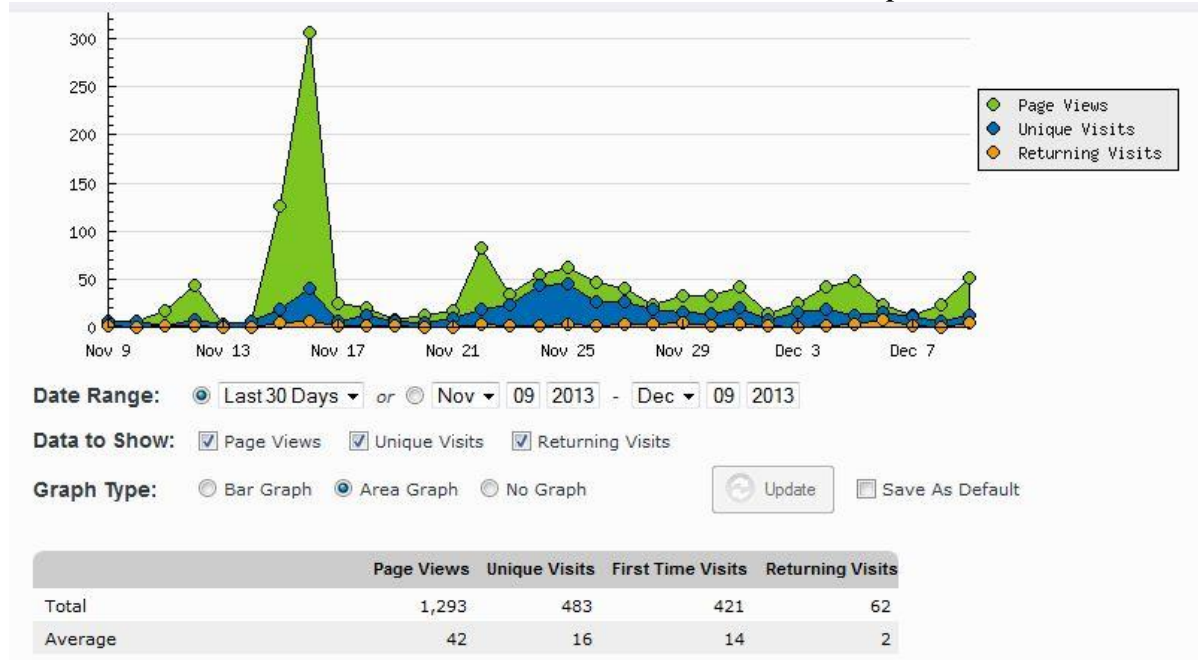 300
250
200
150
100
50
0
Nov 9 Nov 13 Nov 17 Nov 21 Nov 25 Nov 29 Dec 3 Dec 7
Page Views
Unique Visits
Returning Visits
Date Range: Last 30 Days or Nov 09 2013 - Dec 09 2013
Data to Show: Page Views Unique Visits Returning Visits
Graph Type: Bar Graph Area Graph No Graph Update Save As Default
Page Views Unique Visits First Time Visits Returning Visits
Total 1,293 483 421 62
Average 42 16 14 2